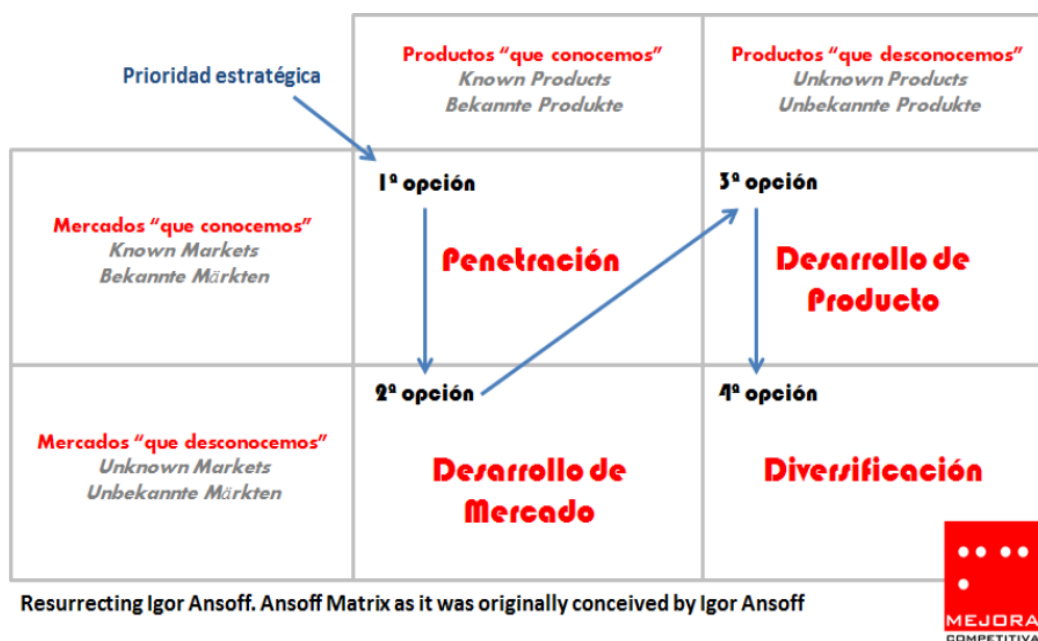 Prioridad estratégica
Productos “que conocemos”
Known Products
Bekannte Produkte
Productos “que desconocemos”
Unknown Products
Unbekannte Produkte
Mercados “que conocemos”
Known Markets
Bekannte Märkten
1ª opción
Penetración
3ª opción
Desarrollo de
Producto
Mercados “que desconocemos”
Unknown Markets
Unbekannte Märkten
2ª opción
Desarrollo de
Mercado
4ª opción
Diversificación
Resurrecting Igor Ansoff. Ansoff Matrix as it was originally conceived by Igor Ansoff
MEJORA
COMPETITIVA